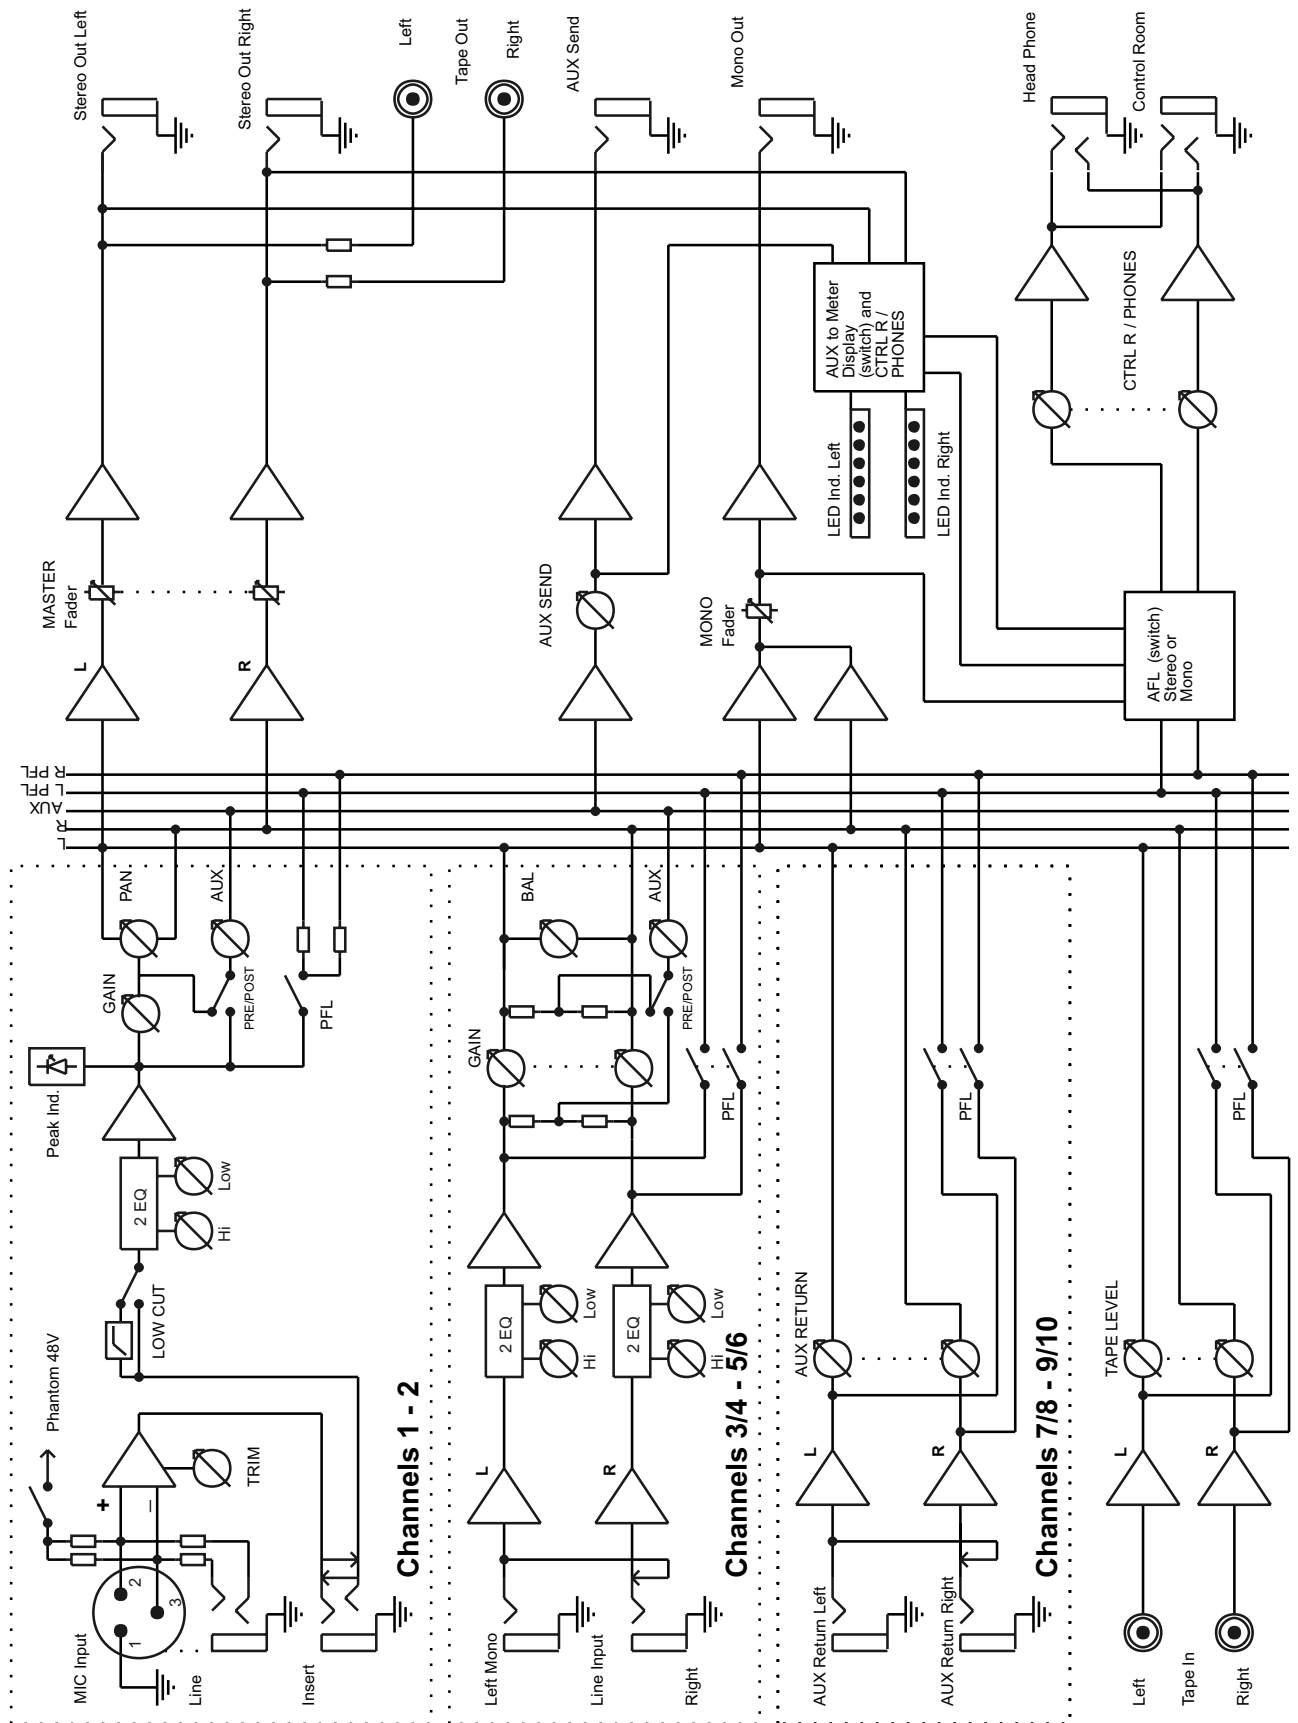 Stereo Out Left
Stereo Out Right
Left
Tape Out
Right
AUX Send
Mono Out
Head Phone
Control Room
AUX to Meter
Display
(switch) and
CTRL R /
PHONES
CTRL R / PHONES
LED Ind. Left
LED Ind. Right
MASTER
Fader
L
R
AUX SEND
MONO
Fader
AFL (switch)
Stereo or
Mono
R PFL
L PFL
AUX
R
L
PAN
AUX
GAIN
PRE/POST
PFL
Peak Ind.
2 EQ
Low
Hi
LOW CUT
Phantom 48V
TRIM
+
–
MIC Input
1
2
3
Line
Insert
Channels 1 - 2
BAL
AUX
PRE/POST
GAIN
PFL
2 EQ
Low
Hi
2 EQ
Low
Hi
L
R
Left Mono
Line Input
Right
Channels 3/4 - 5/6
PFL
AUX RETURN
L
R
AUX Return Left
AUX Return Right
Channels 7/8 - 9/10
PFL
TAPE LEVEL
L
R
Left
Tape In
Right